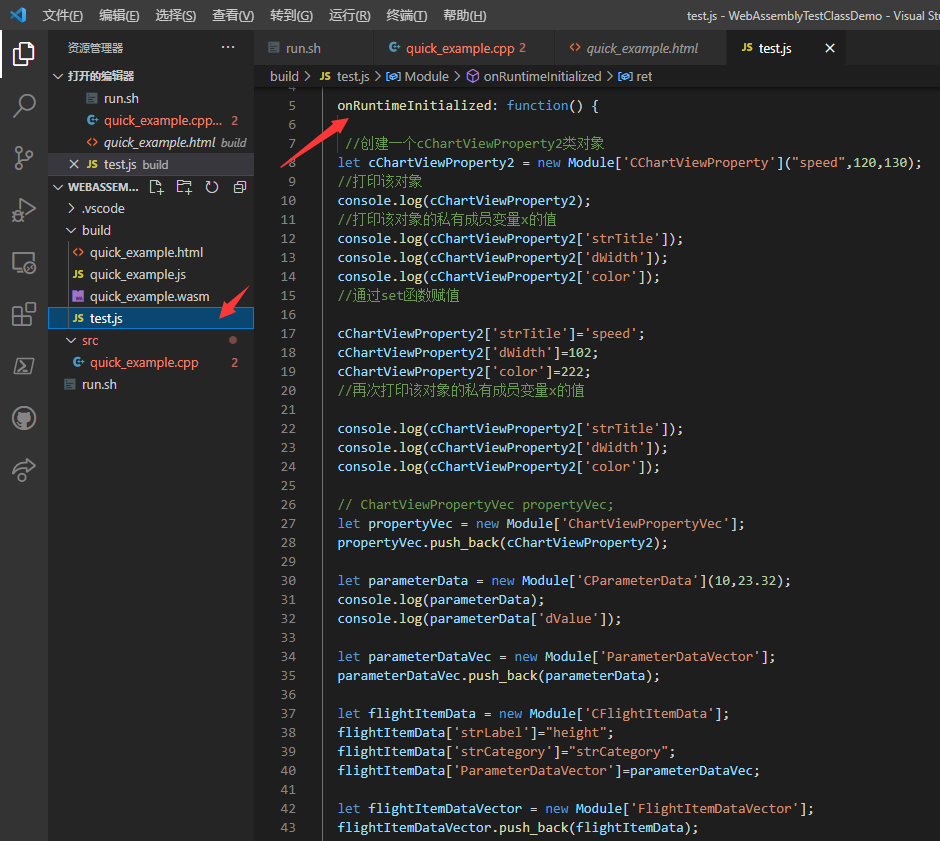 文件(F) 编辑(E) 选择(S) 查看(V) 转到(G) 运行(R) 终端(T) 帮助(H) test.js - WebAssemblyTestClassDemo - Visual Stu
资源管理器 ···
打开的编辑器
run.sh
quick_example.cpp... 2
quick_example.html build
test.js build
WEBASSEM...
.vscode
build
quick_example.html
JS quick_example.js
quick_example.wasm
JS test.js
src
quick_example.cpp 2
run.sh
run.sh quick_example.cpp 2 quick_example.html JS test.js
build > JS test.js > Module > onRuntimeInitialized > ret
4
5 onRuntimeInitialized: function() {
6
7 //创建一个cChartViewProperty2类对象
8 let cChartViewProperty2 = new Module['CChartViewProperty']("speed",120,130);
9 //打印该对象
10 console.log(cChartViewProperty2);
11 //打印该对象的私有成员变量x的值
12 console.log(cChartViewProperty2['strTitle']);
13 console.log(cChartViewProperty2['dWidth']);
14 console.log(cChartViewProperty2['color']);
15 //通过set函数赋值
16
17 cChartViewProperty2['strTitle']='speed';
18 cChartViewProperty2['dWidth']=102;
19 cChartViewProperty2['color']=222;
20 //再次打印该对象的私有成员变量x的值
21
22 console.log(cChartViewProperty2['strTitle']);
23 console.log(cChartViewProperty2['dWidth']);
24 console.log(cChartViewProperty2['color']);
25
26 // ChartViewPropertyVec propertyVec;
27 let propertyVec = new Module['ChartViewPropertyVec'];
28 propertyVec.push_back(cChartViewProperty2);
29
30 let parameterData = new Module['CParameterData'](10,23.32);
31 console.log(parameterData);
32 console.log(parameterData['dValue']);
33
34 let parameterDataVec = new Module['ParameterDataVector'];
35 parameterDataVec.push_back(parameterData);
36
37 let flightItemData = new Module['CFlightItemData'];
38 flightItemData['strLabel']="height";
39 flightItemData['strCategory']="strCategory";
40 flightItemData['ParameterDataVector']=parameterDataVec;
41
42 let flightItemDataVector = new Module['FlightItemDataVector'];
43 flightItemDataVector.push_back(flightItemData);